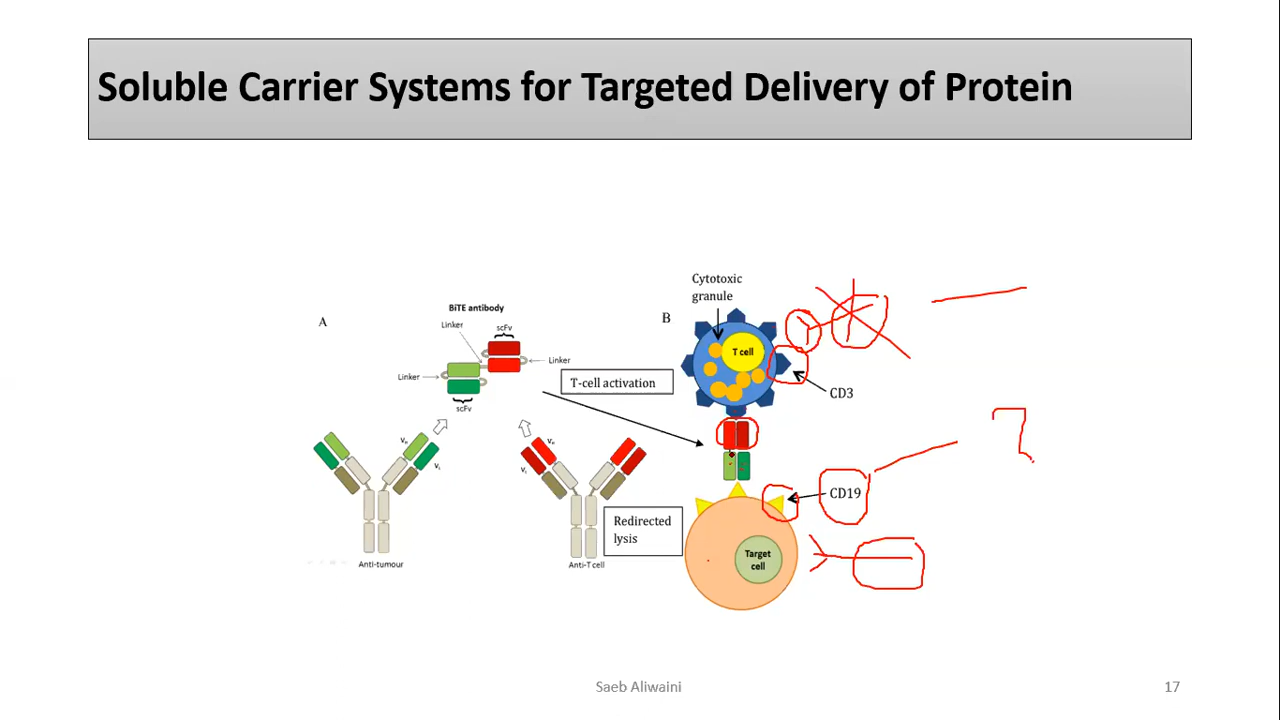 Soluble Carrier Systems for Targeted Delivery of Protein
A
BiTE antibody
Linker
scFv
Linker
Linker
scFv
VH
VL
VH
VL
Anti-tumour
Anti-T cell
B
Cytotoxic
granule
T cell
T-cell activation
CD3
CD19
Redirected
lysis
Target
cell
Saeb Aliwaini
17